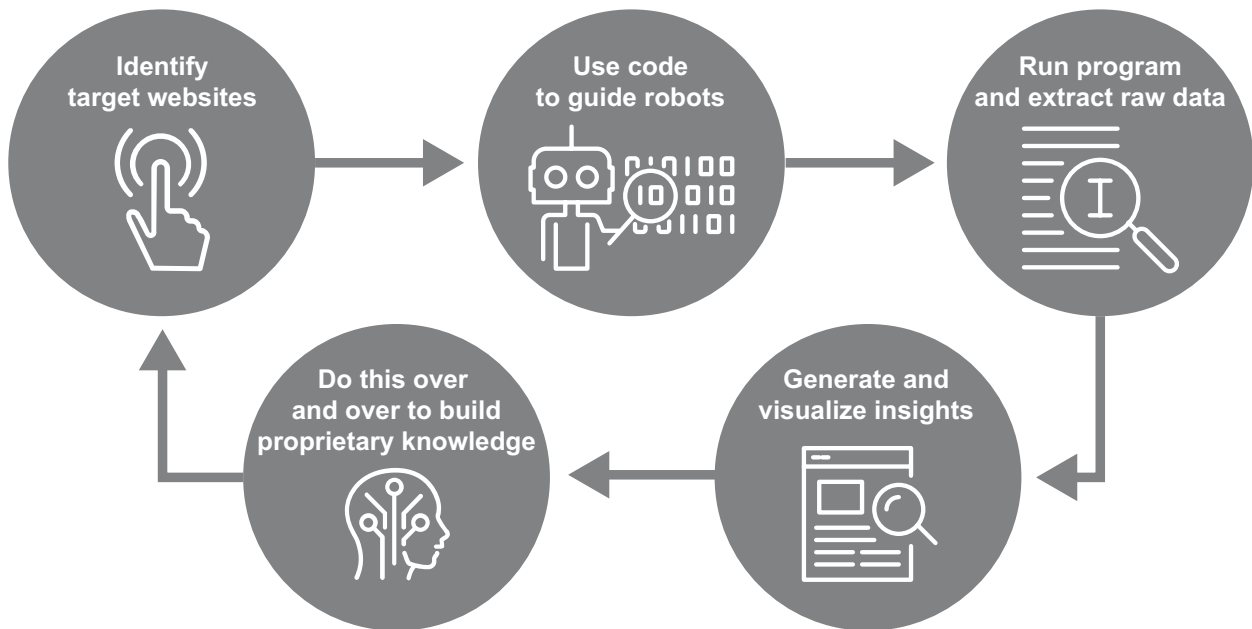 Identify
target websites
Use code
to guide robots
Run program
and extract raw data
Generate and
visualize insights
Do this over
and over to build
proprietary knowledge